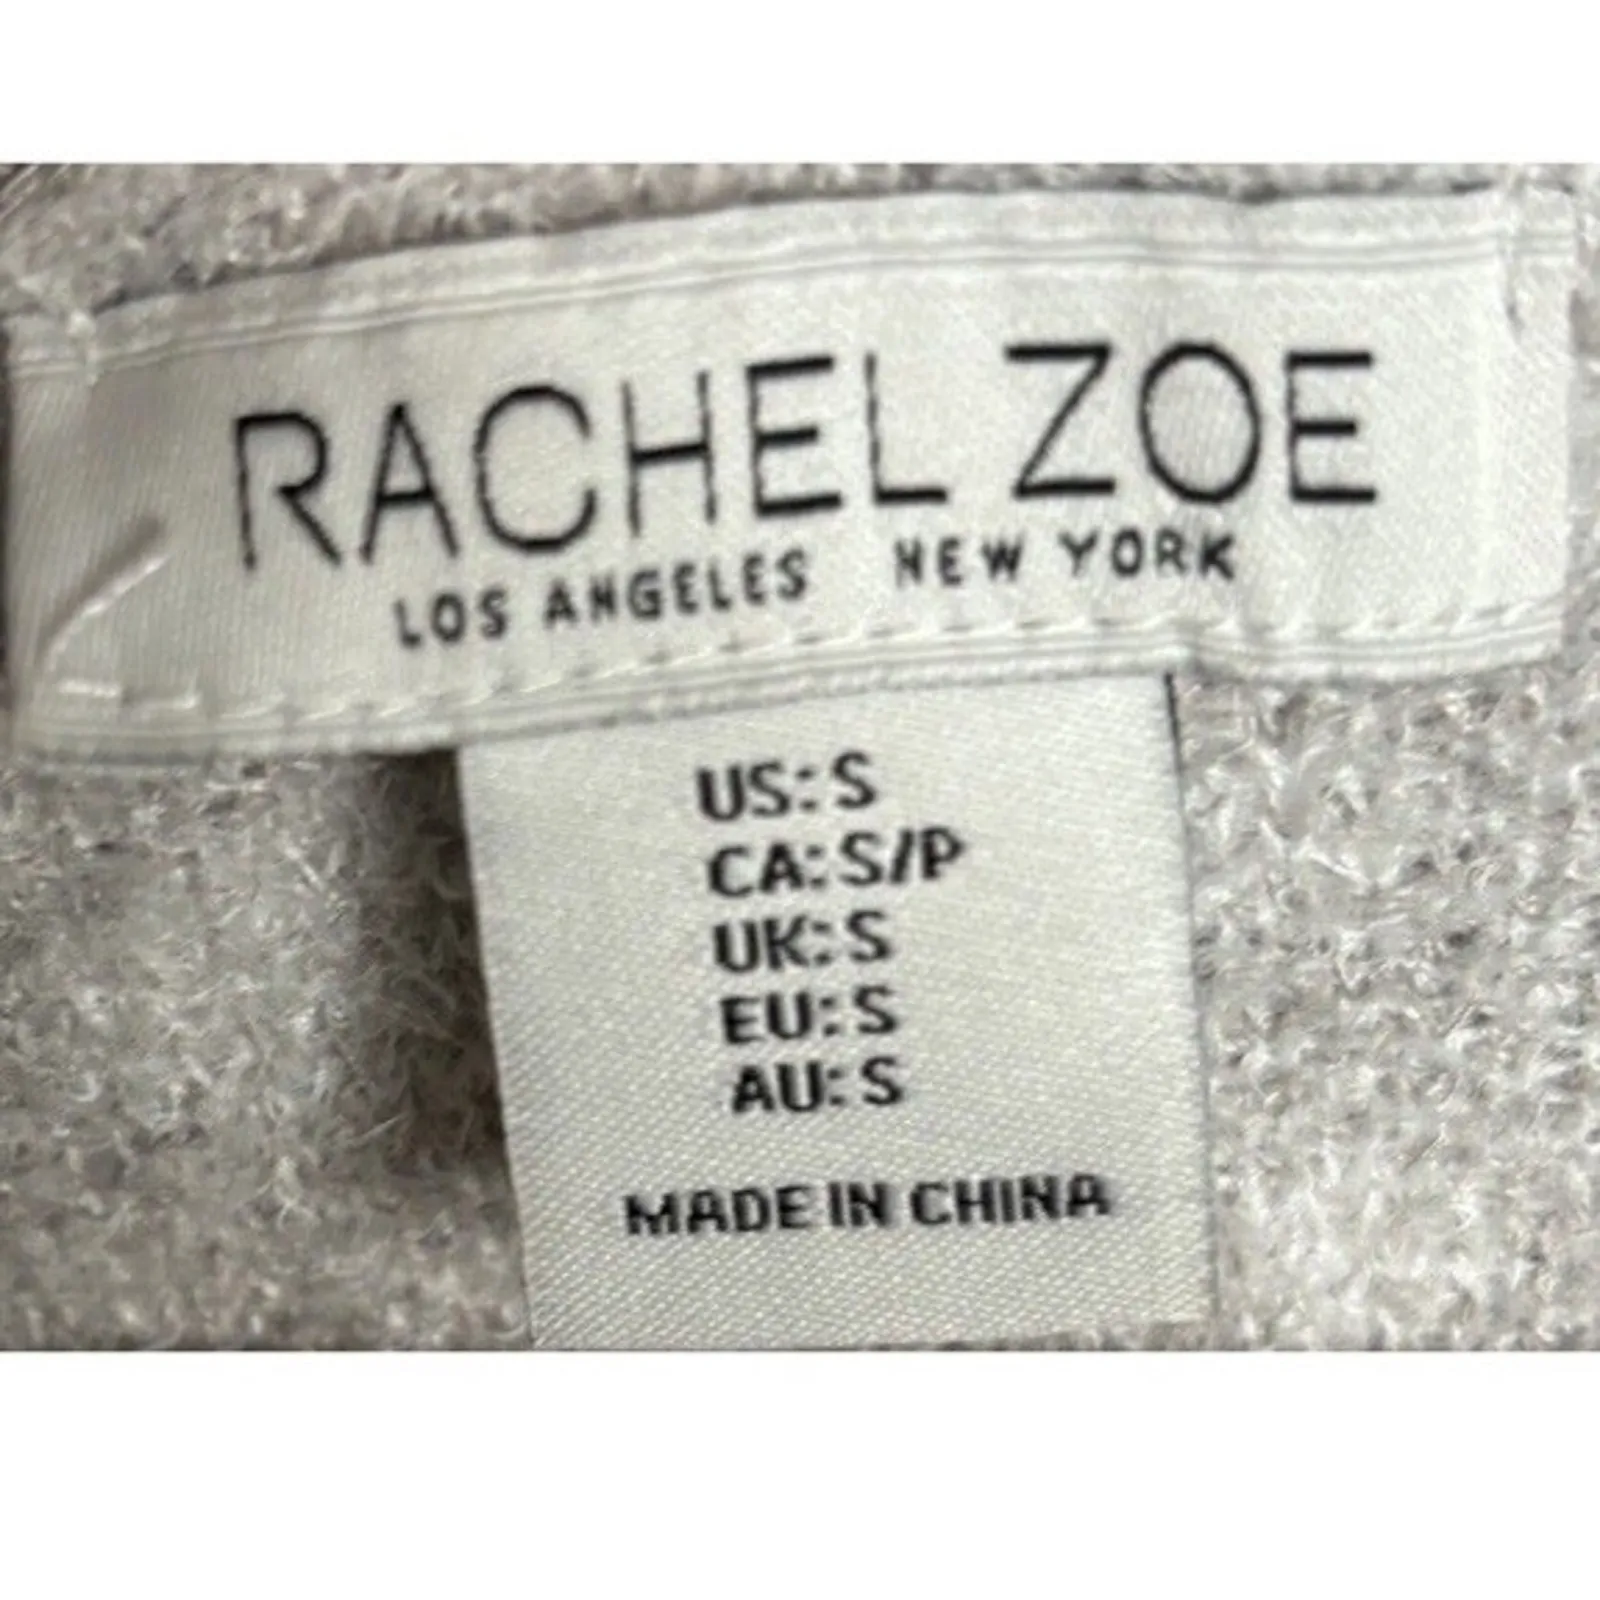 RACHEL ZOE
LOS ANGELES NEW YORK
US: S
CA: S/P
UK: S
EU: S
AU: S
MADE IN CHINA